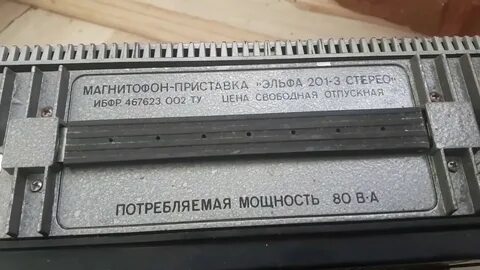 МАГНИТОФОН-ПРИСТАВКА «ЭЛЬФА 201-3 СТЕРЕО»
ИБФР 467623 002 ТУ ЦЕНА СВОБОДНАЯ ОТПУСКНАЯ
ПОТРЕБЛЯЕМАЯ МОЩНОСТЬ 80 В·А